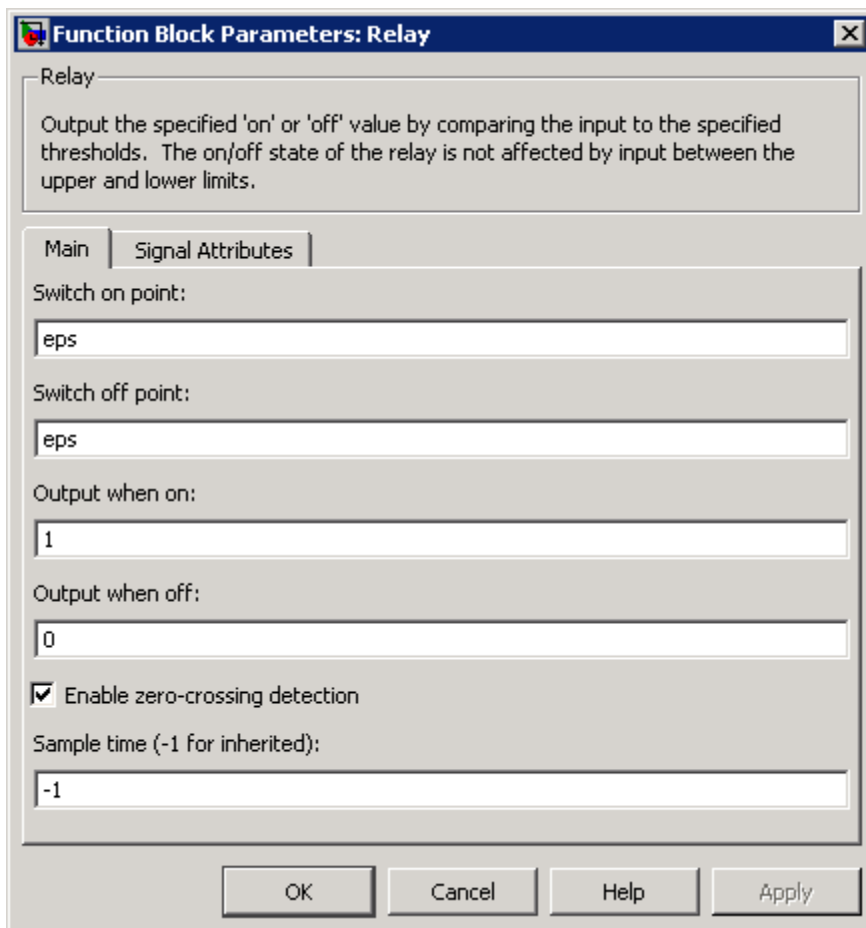 Function Block Parameters: Relay
Relay
Output the specified 'on' or 'off' value by comparing the input to the specified
thresholds. The on/off state of the relay is not affected by input between the
upper and lower limits.
Main
Signal Attributes
Switch on point:
eps
Switch off point:
eps
Output when on:
1
Output when off:
0
Enable zero-crossing detection
Sample time (-1 for inherited):
-1
OK
Cancel
Help
Apply